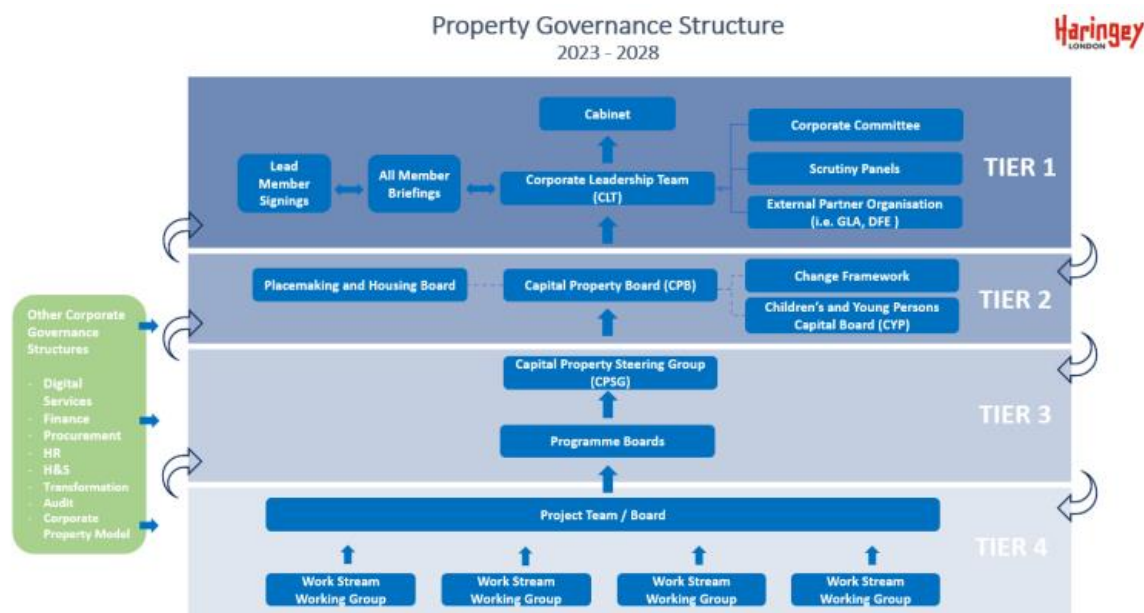 Property Governance Structure
2023 - 2028
Haringey
LONDON
Cabinet
Corporate Committee
TIER 1
Lead
Member
Signings
All Member
Briefings
Corporate Leadership Team
(CLT)
Scrutiny Panels
External Partner Organisation
(i.e. GLA, DFE )
Placemaking and Housing Board
Capital Property Board (CPB)
Change Framework
Children's and Young Persons
Capital Board (CYP)
TIER 2
Other Corporate
Governance
Structures
- Digital
Services
- Finance
- Procurement
- HR
- H&S
- Transformation
- Audit
- Corporate
Property Model
Capital Property Steering Group
(CPSG)
Programme Boards
TIER 3
Project Team / Board
TIER 4
Work Stream
Working Group
Work Stream
Working Group
Work Stream
Working Group
Work Stream
Working Group